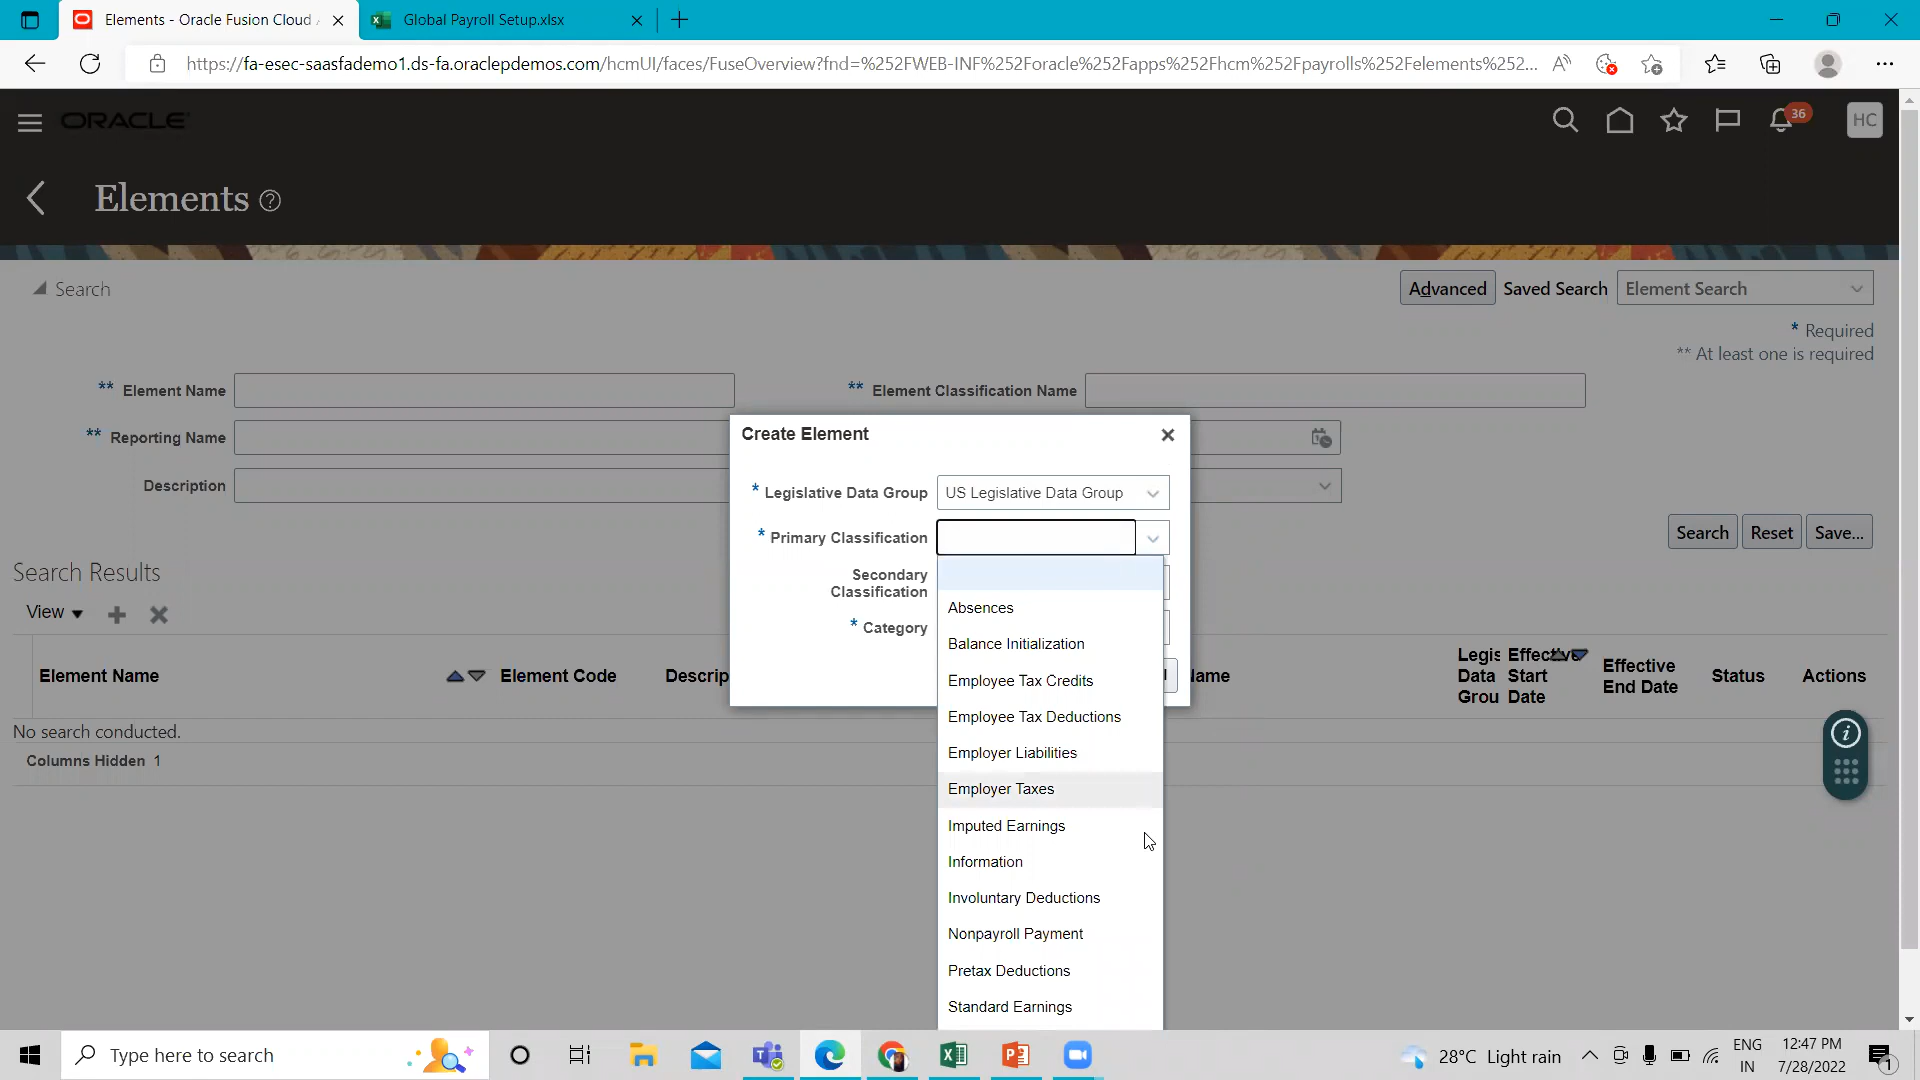 Elements - Oracle Fusion Cloud A
Global Payroll Setup.xlsx
https://fa-esec-saasfademo1.ds-fa.oraclepdemos.com/hcmUI/faces/FuseOverview?fnd=%252FWEB-INF%252Foracle%252Fapps%252Fhcm%252Fpayrolls%252Felements%252...
ORACLE
36
HC
Elements
Search
Advanced Saved Search Element Search
* Required
** At least one is required
** Element Name
** Element Classification Name
** Reporting Name
Description
Create Element
* Legislative Data Group US Legislative Data Group
* Primary Classification
Secondary
Classification
* Category
Absences
Balance Initialization
Employee Tax Credits
Employee Tax Deductions
Employer Liabilities
Employer Taxes
Imputed Earnings
Information
Involuntary Deductions
Nonpayroll Payment
Pretax Deductions
Standard Earnings
Search Reset Save...
Search Results
View
Element Name Element Code Descrip Name
Legis
Data
Grou
Effective
Start
Date
Effective
End Date
Status Actions
No search conducted.
Columns Hidden 1
Type here to search
28°C Light rain
ENG
IN
12:47 PM
7/28/2022
1